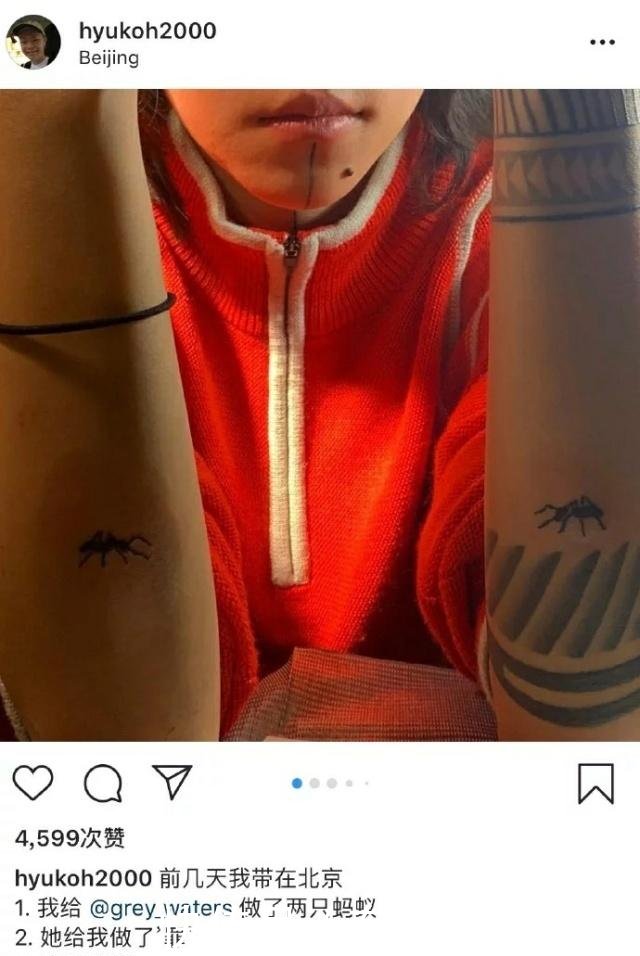 hyukoh2000
Beijing
4,599次赞
hyukoh2000 前几天我带在北京
1. 我给 @grey_waters 做了两只蚂蚁
2. 她给我做了